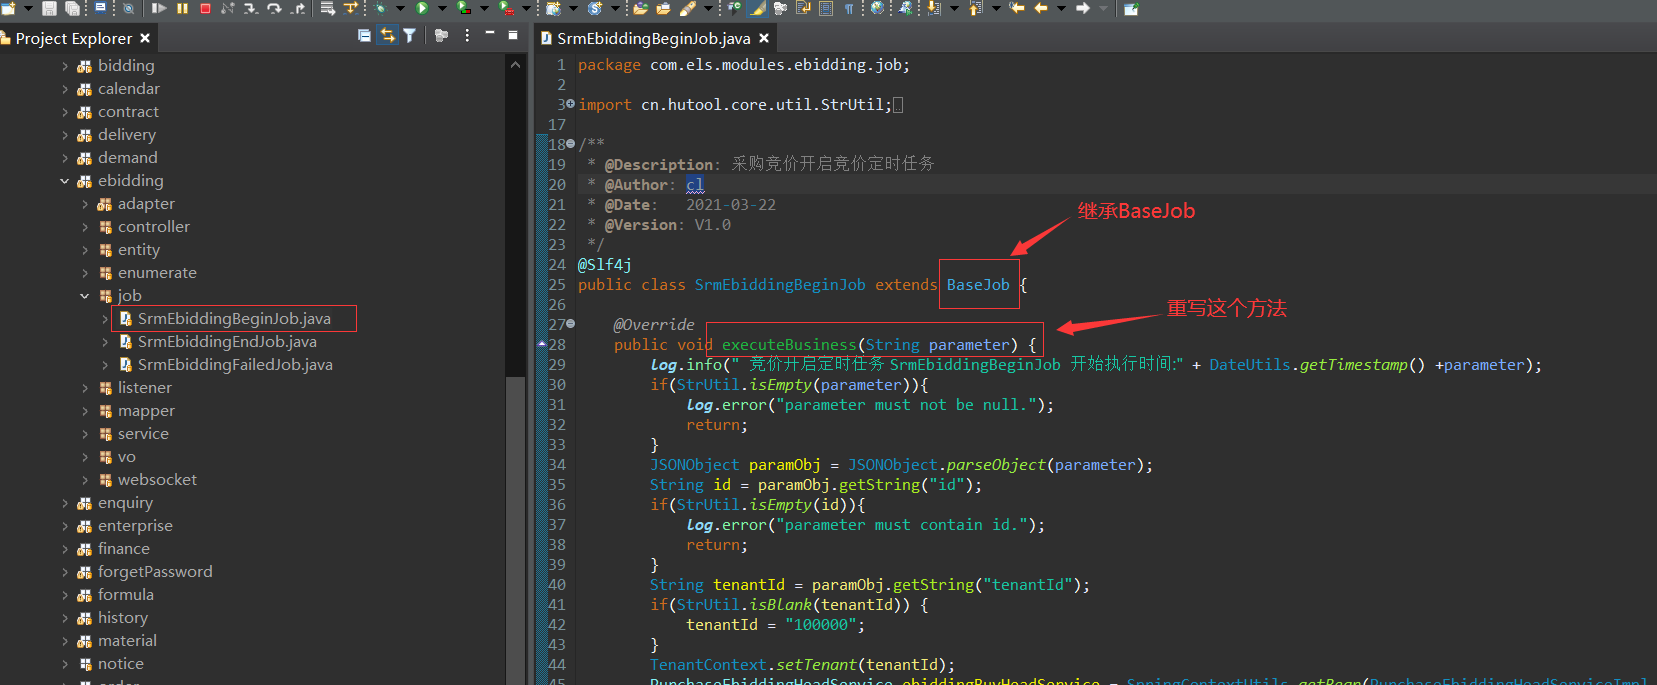 Project Explorer
SrmEbiddingBeginJob.java
bidding
calendar
contract
delivery
demand
ebidding
adapter
controller
entity
enumerate
job
SrmEbiddingBeginJob.java
SrmEbiddingEndJob.java
SrmEbiddingFailedJob.java
listener
mapper
service
vo
websocket
enquiry
enterprise
finance
forgetPassword
formula
history
material
notice
order
1 package com.els.modules.ebidding.job;
2
3 import cn.hutool.core.util.StrUtil;
17
18 /**
19 * @Description: 采购竞价开启竞价定时任务
20 * @Author: cl
21 * @Date: 2021-03-22
22 * @Version: V1.0
23 */
继承BaseJob
24 @Slf4j
25 public class SrmEbiddingBeginJob extends BaseJob {
26
重写这个方法
27 @Override
28 public void executeBusiness(String parameter) {
29 log.info(" 竞价开启定时任务 SrmEbiddingBeginJob 开始执行时间:" + DateUtils.getTimestamp() +parameter);
30 if(StrUtil.isEmpty(parameter)){
31 log.error("parameter must not be null.");
32 return;
33 }
34 JSONObject paramObj = JSONObject.parseObject(parameter);
35 String id = paramObj.getString("id");
36 if(StrUtil.isEmpty(id)){
37 log.error("parameter must contain id.");
38 return;
39 }
40 String tenantId = paramObj.getString("tenantId");
41 if(StrUtil.isBlank(tenantId)) {
42 tenantId = "100000";
43 }
44 TenantContext.setTenant(tenantId);
45 PurchaseEbiddingHeadService ebiddingBuyHeadService = SpringContextUtils.getBean(PurchaseEbiddingHeadServiceImpl